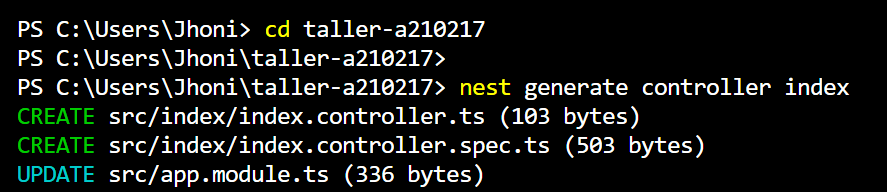 PS C:\Users\Jhoni> cd taller-a210217
PS C:\Users\Jhoni\taller-a210217>
PS C:\Users\Jhoni\taller-a210217> nest generate controller index
CREATE src/index/index.controller.ts (103 bytes)
CREATE src/index/index.controller.spec.ts (503 bytes)
UPDATE src/app.module.ts (336 bytes)